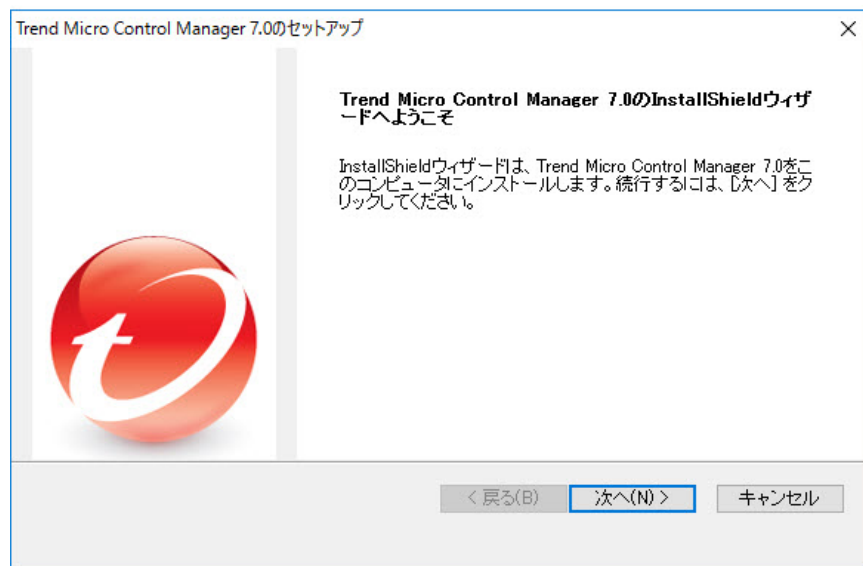 Trend Micro Control Manager 7.0のセットアップ
Trend Micro Control Manager 7.0のInstallShieldウィザ
ードへようこそ
InstallShieldウィザードは、Trend Micro Control Manager 7.0をこ
のコンピュータにインストールします。続行するには、[次へ] をク
リックしてください。
< 戻る(B)
次へ(N) >
キャンセル